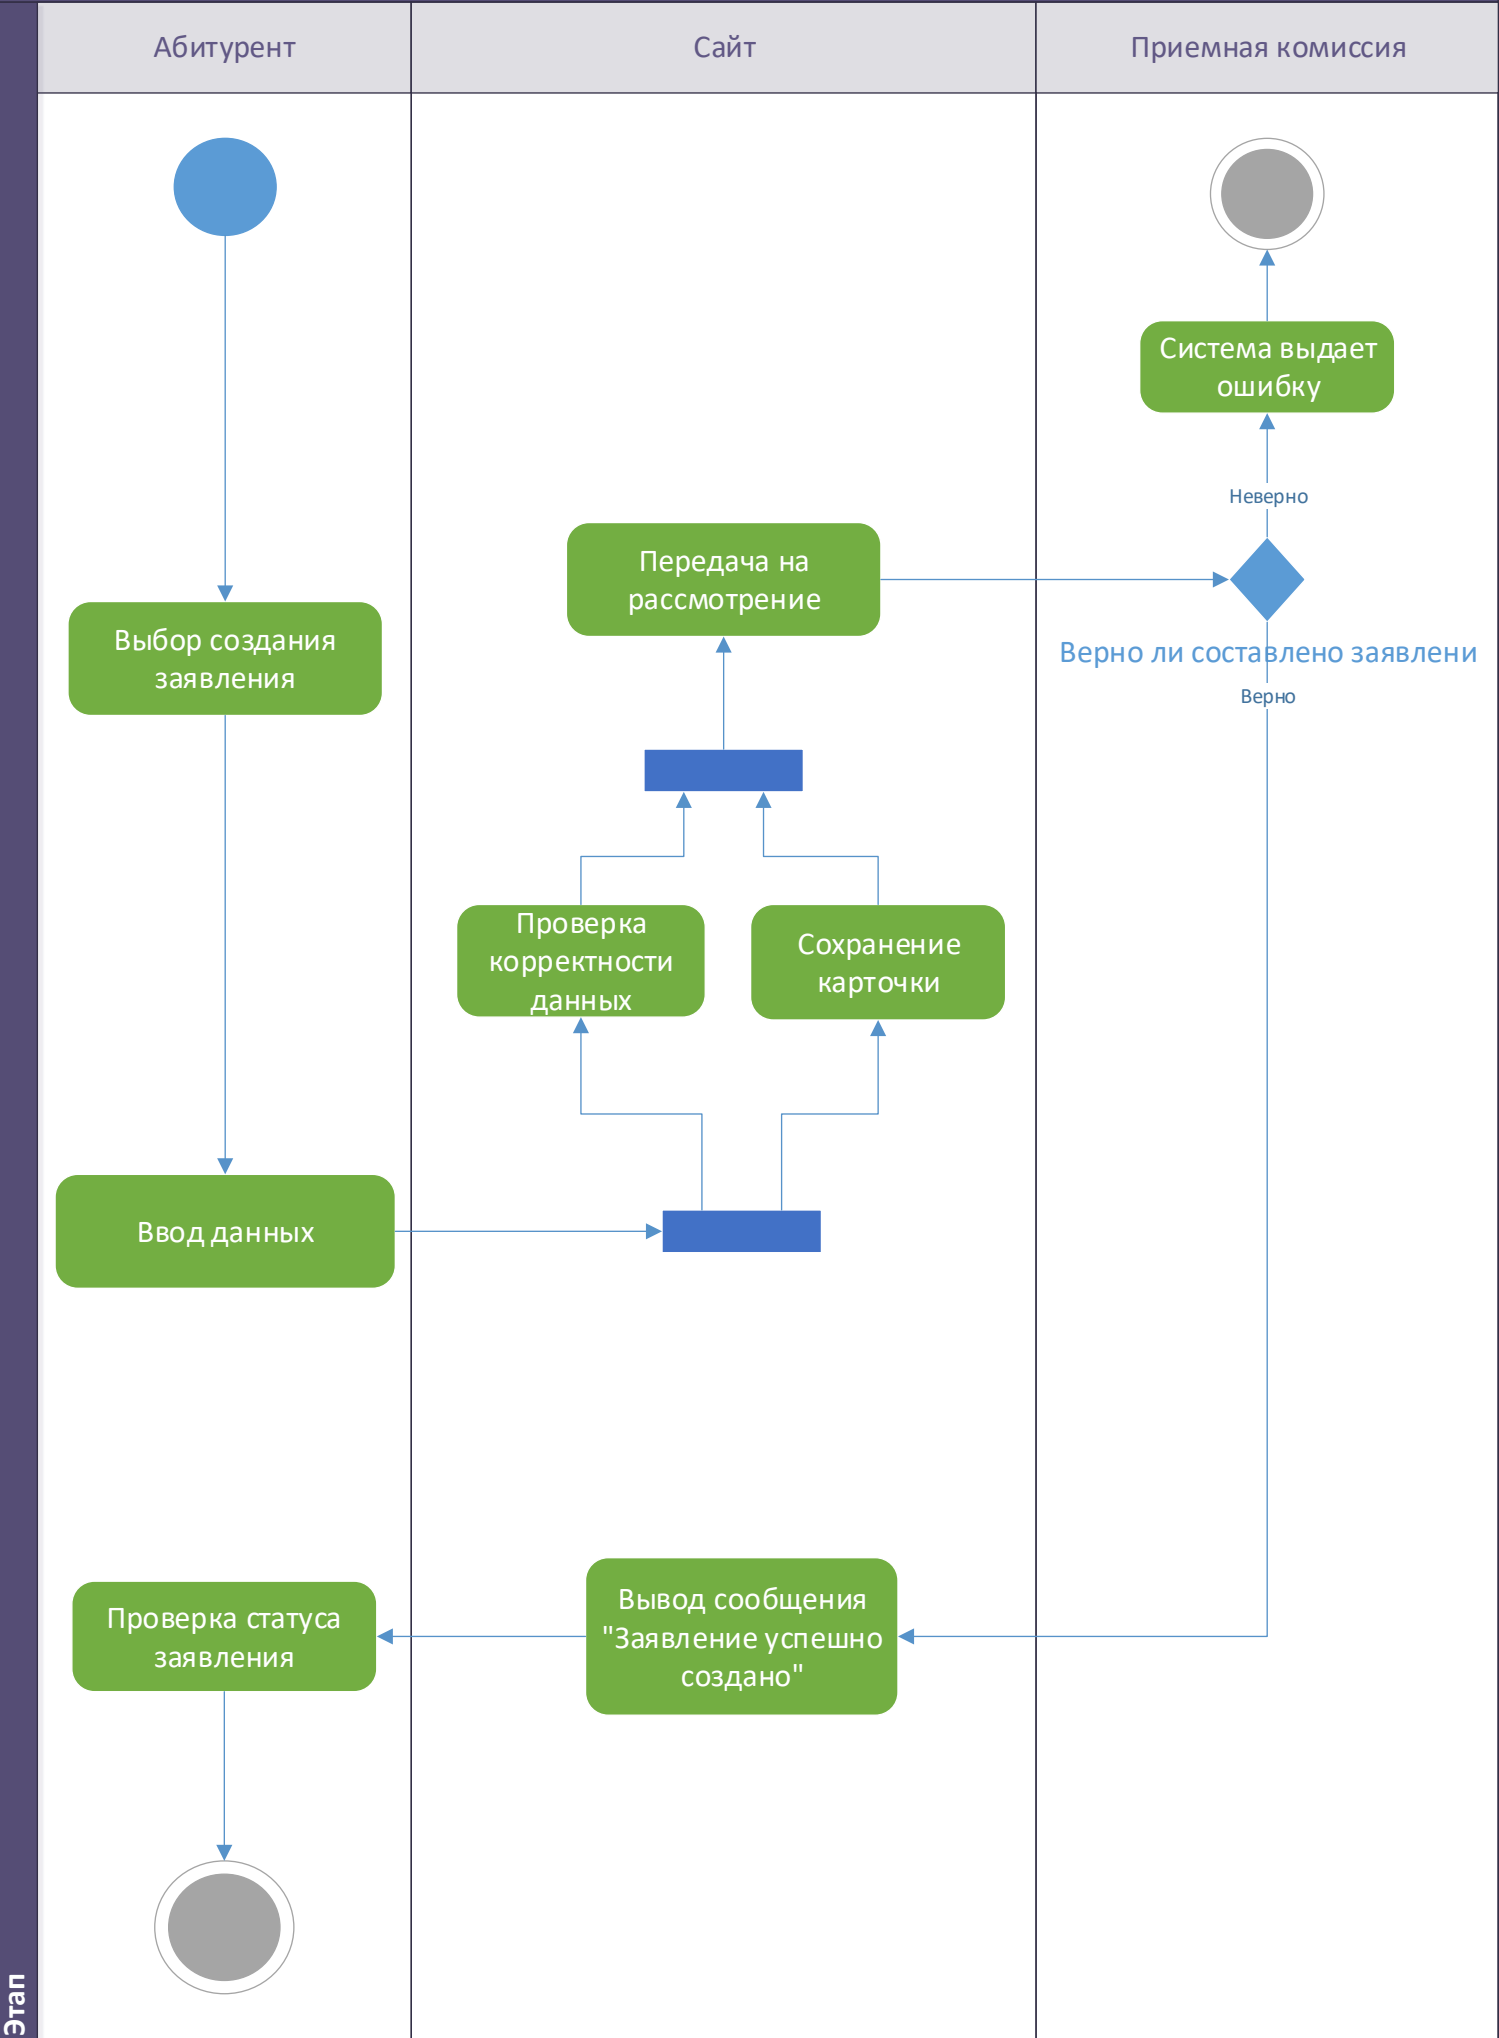 Абитурент
Сайт
Приемная комиссия
Система выдает
ошибку
Неверно
Передача на
рассмотрение
Выбор создания
заявления
Верно ли составлено заявлени
Верно
Проверка
корректности
данных
Сохранение
карточки
Ввод данных
Вывод сообщения
"Заявление успешно
создано"
Проверка статуса
заявления
Этап